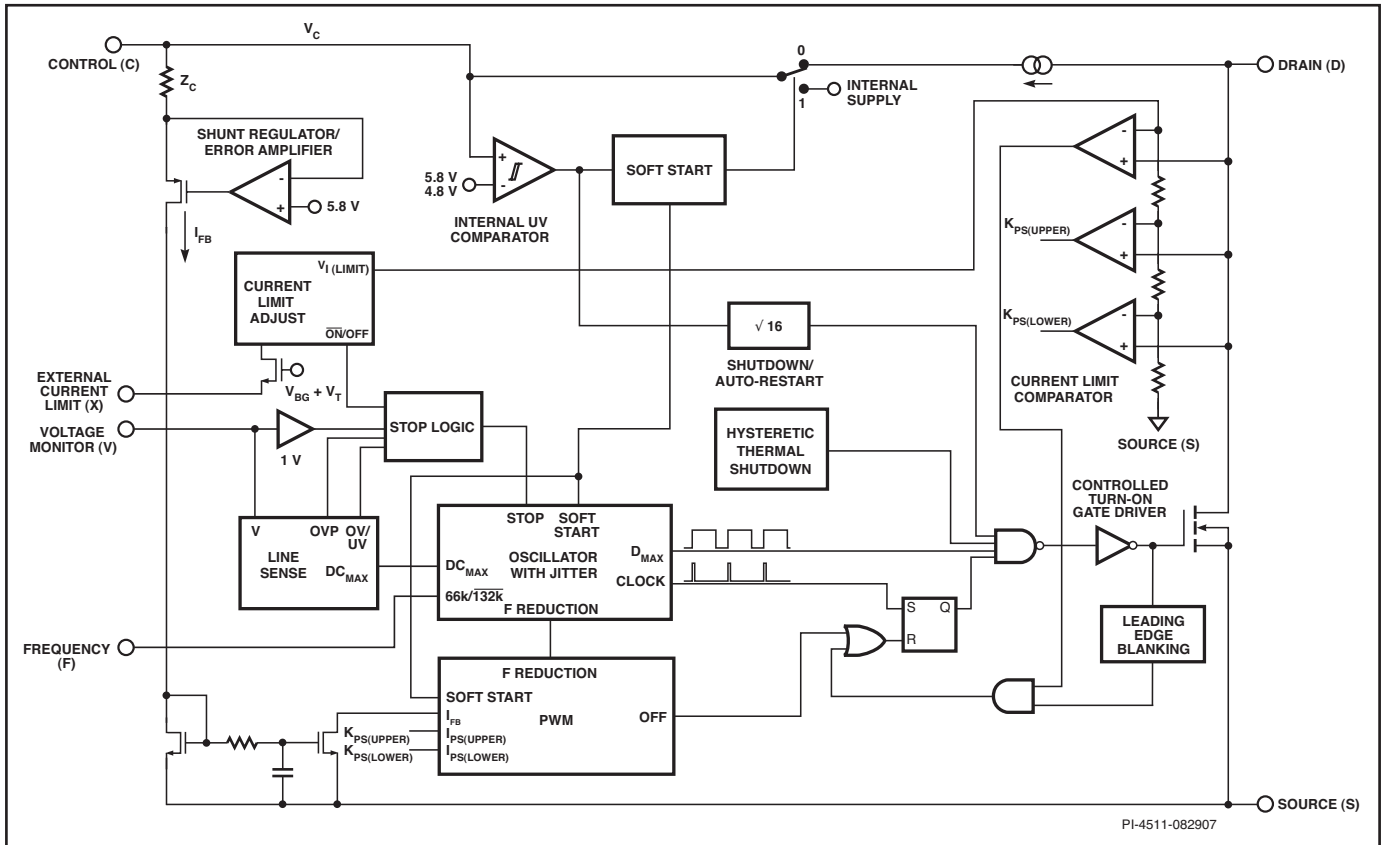 V_C
0
CONTROL (C)
DRAIN (D)
Z_C
INTERNAL
SUPPLY
1
SHUNT REGULATOR/
ERROR AMPLIFIER
-
+
5.8 V
I_FB
+
-
5.8 V
4.8 V
INTERNAL UV
COMPARATOR
SOFT START
-
+
K_PS(UPPER)
-
+
K_PS(LOWER)
-
+
CURRENT LIMIT
COMPARATOR
SOURCE (S)
V_I (LIMIT)
CURRENT
LIMIT
ADJUST
O̅N̅/OFF
√ 16
SHUTDOWN/
AUTO-RESTART
EXTERNAL
CURRENT
LIMIT (X)
V_BG + V_T
VOLTAGE
MONITOR (V)
1 V
STOP LOGIC
HYSTERETIC
THERMAL
SHUTDOWN
CONTROLLED
TURN-ON
GATE DRIVER
V
OVP
OV/
UV
LINE
SENSE
DC_MAX
STOP
SOFT
START
OSCILLATOR
WITH JITTER
DC_MAX
66k/1̅3̅2̅k̅
D_MAX
CLOCK
F REDUCTION
S
Q
R
LEADING
EDGE
BLANKING
FREQUENCY
(F)
F REDUCTION
SOFT START
PWM
OFF
I_FB
K_PS(UPPER)
I_PS(UPPER)
K_PS(LOWER)
I_PS(LOWER)
SOURCE (S)
PI-4511-082907